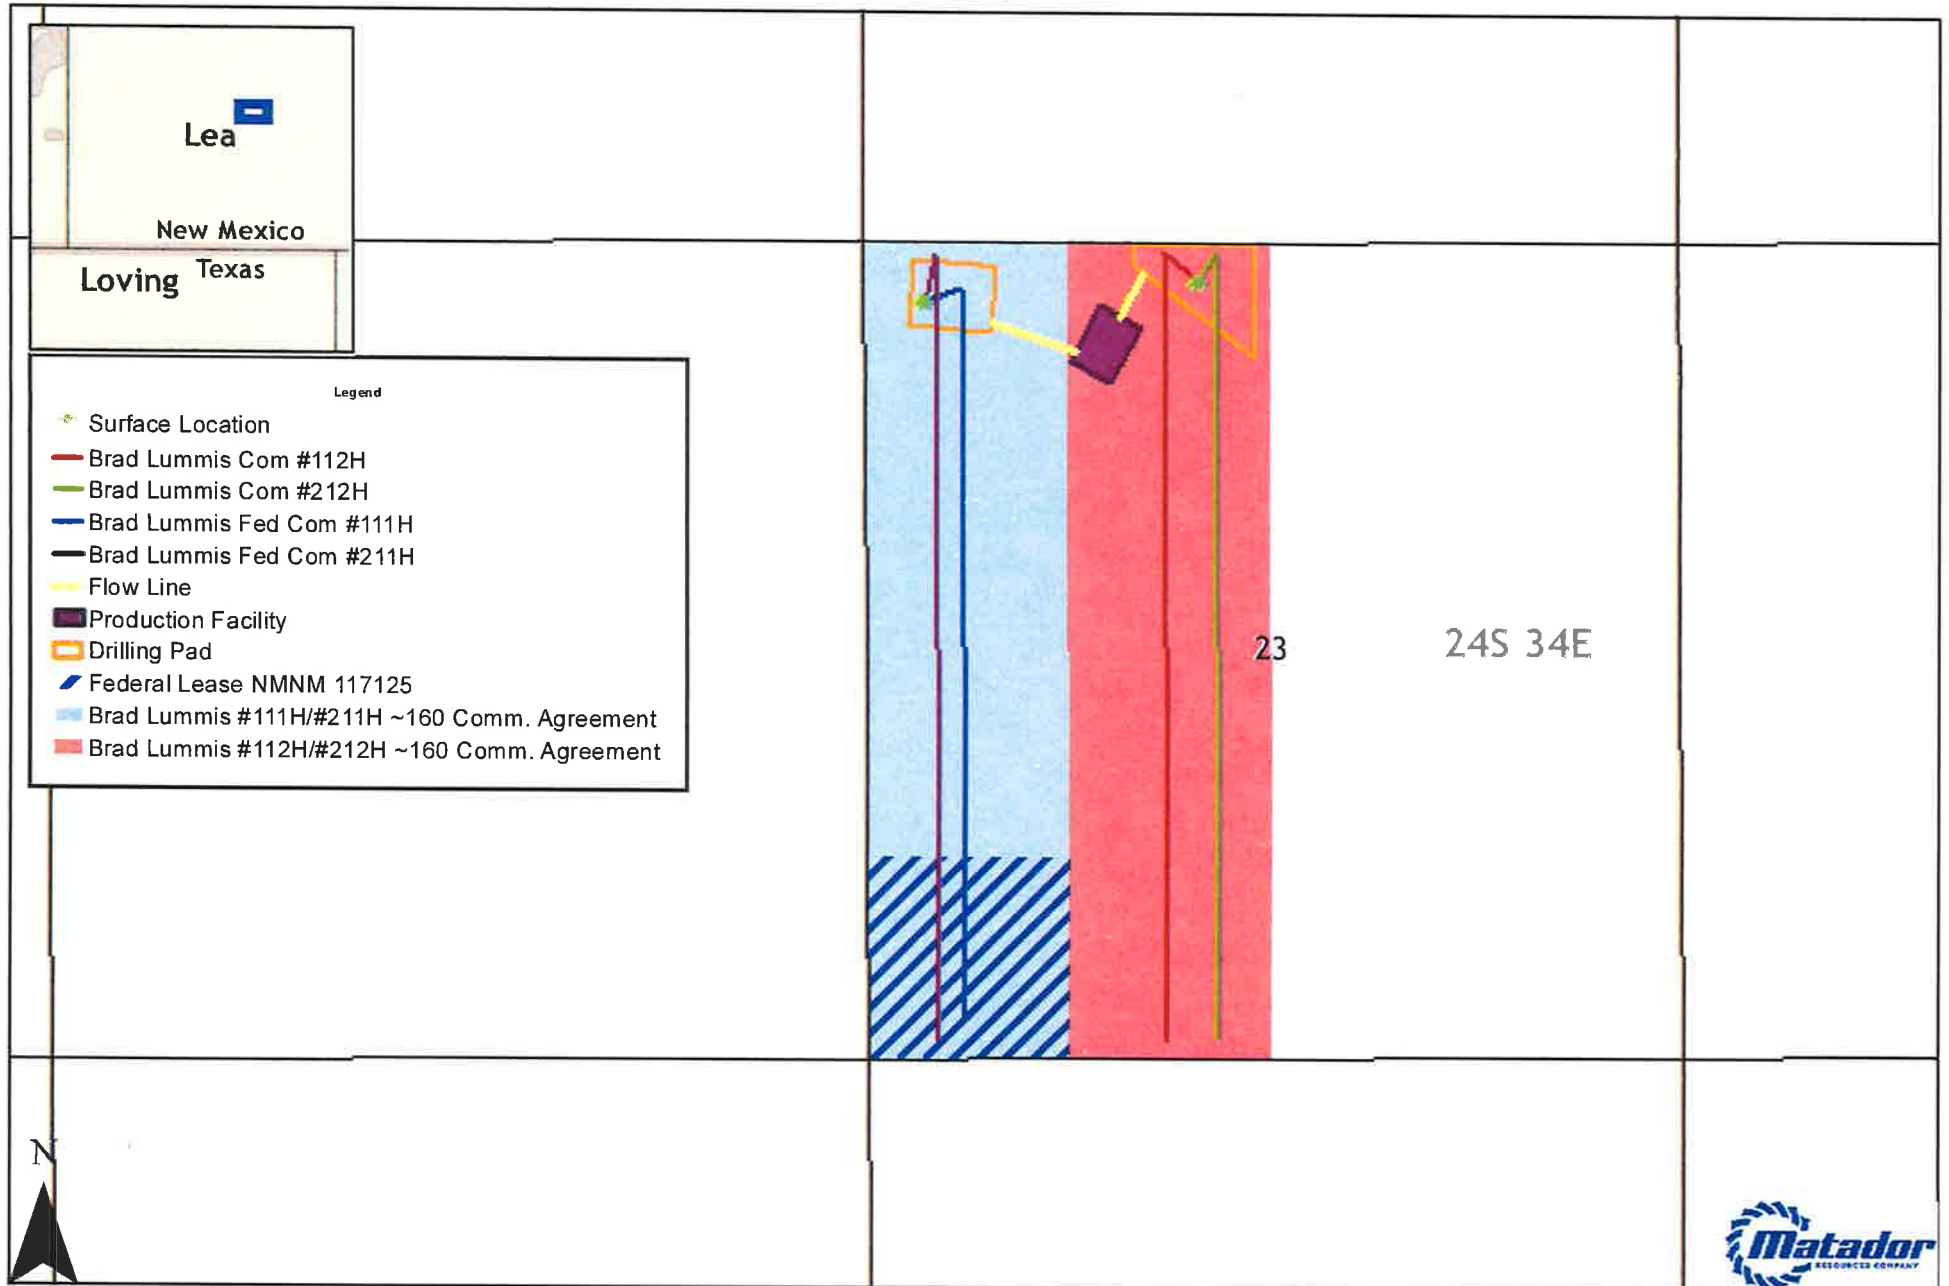 Lea
New Mexico
Texas
Loving
Legend
Surface Location
Brad Lummis Com #112H
Brad Lummis Com #212H
Brad Lummis Fed Com #111H
Brad Lummis Fed Com #211H
Flow Line
Production Facility
Drilling Pad
Federal Lease NMNM 117125
Brad Lummis #111H/#211H ~160 Comm. Agreement
Brad Lummis #112H/#212H ~160 Comm. Agreement
23
24S 34E
N
Matador
RESOURCES COMPANY